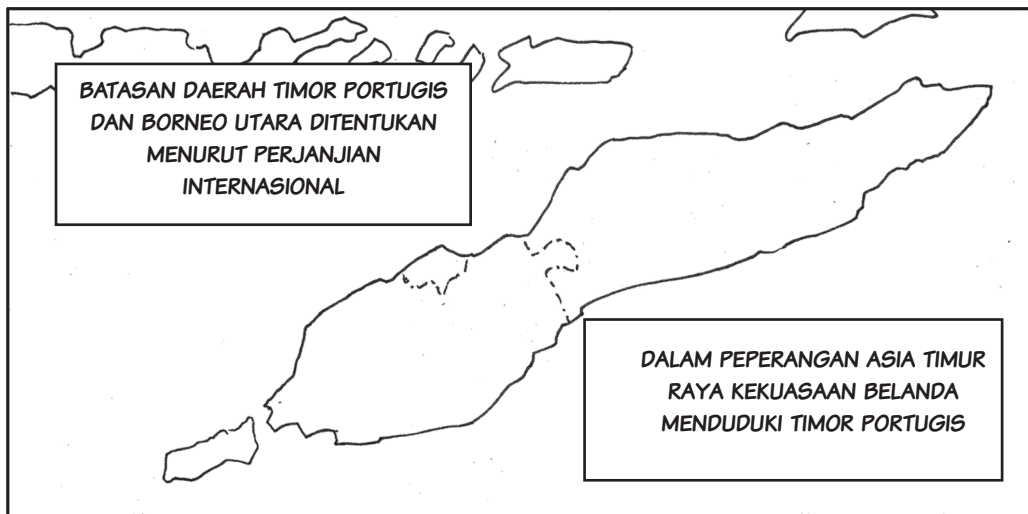 BATASAN DAERAH TIMOR PORTUGIS
DAN BORNEO UTARA DITENTUKAN
MENURUT PERJANJIAN
INTERNASIONAL
DALAM PEPERANGAN ASIA TIMUR
RAYA KEKUASAAN BELANDA
MENDUDUKI TIMOR PORTUGIS